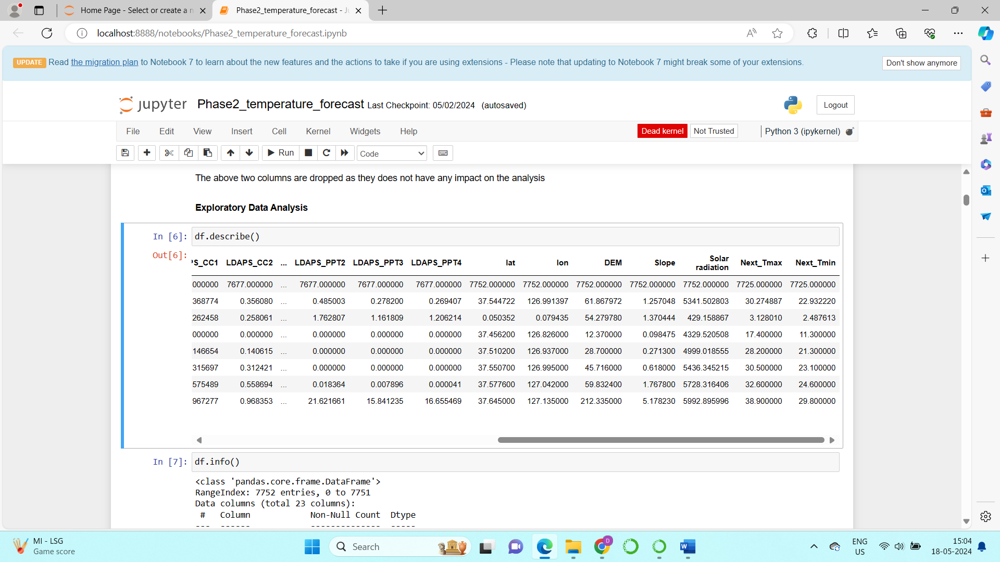 Home Page - Select or create a n
Phase2_temperature_forecast - Ju
localhost:8888/notebooks/Phase2_temperature_forecast.ipynb
UPDATE Read the migration plan to Notebook 7 to learn about the new features and the actions to take if you are using extensions - Please note that updating to Notebook 7 might break some of your extensions.
Don't show anymore
jupyter Phase2_temperature_forecast Last Checkpoint: 05/02/2024 (autosaved)
Logout
File Edit View Insert Cell Kernel Widgets Help
Dead kernel Not Trusted Python 3 (ipykernel)
Run Code
The above two columns are dropped as they does not have any impact on the analysis
Exploratory Data Analysis
In [6]: df.describe()
Out[6]:
PS_CC1 LDAPS_CC2 ... LDAPS_PPT2 LDAPS_PPT3 LDAPS_PPT4 lat lon DEM Slope Solar radiation Next_Tmax Next_Tmin
000000 7677.000000 ... 7677.000000 7677.000000 7677.000000 7752.000000 7752.000000 7752.000000 7752.000000 7752.000000 7725.000000 7725.000000
368774 0.356080 ... 0.485003 0.278200 0.269407 37.544722 126.991397 61.867972 1.257048 5341.502803 30.274887 22.932220
262458 0.258061 ... 1.762807 1.161809 1.206214 0.050352 0.079435 54.279780 1.370444 429.158867 3.128010 2.487613
000000 0.000000 ... 0.000000 0.000000 0.000000 37.456200 126.826000 12.370000 0.098475 4329.520508 17.400000 11.300000
146654 0.140615 ... 0.000000 0.000000 0.000000 37.510200 126.937000 28.700000 0.271300 4999.018555 28.200000 21.300000
315697 0.312421 ... 0.000000 0.000000 0.000000 37.550700 126.995000 45.716000 0.618000 5436.345215 30.500000 23.100000
575489 0.558694 ... 0.018364 0.007896 0.000041 37.577600 127.042000 59.832400 1.767800 5728.316406 32.600000 24.600000
967277 0.968353 ... 21.621661 15.841235 16.655469 37.645000 127.135000 212.335000 5.178230 5992.895996 38.900000 29.800000
In [7]: df.info()
<class 'pandas.core.frame.DataFrame'>
RangeIndex: 7752 entries, 0 to 7751
Data columns (total 23 columns):
# Column Non-Null Count Dtype
--- ------ -------------- -----
MI - LSG
Game score
Search
D
ENG
US
15:04
18-05-2024